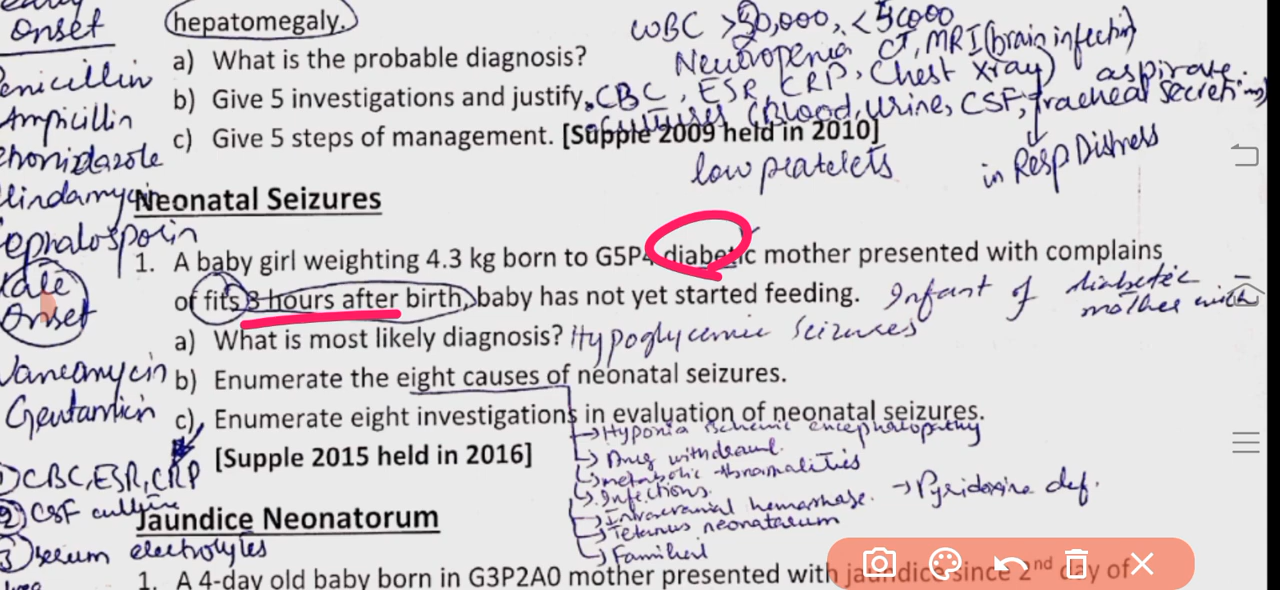 Onset
hepatomegaly.
WBC >50,000, <5000
a) What is the probable diagnosis?
Neutropenia CT, MRI (brain infectn)
Penicillin
b) Give 5 investigations and justify.
CBC, ESR, CRP, Chest xray)
aspirate
Ampicillin
Cultures (Blood, Urine, CSF, Tracheal secretions)
c) Give 5 steps of management. [Supple 2009 held in 2010]
low platelets
in Resp Distress
Neonatal Seizures
Cephalosporin
1. A baby girl weighting 4.3 kg born to G5P4 diabetic mother presented with complains
of fits 3 hours after birth, baby has not yet started feeding.
Infant of diabetic
mother with
late
Onset
a) What is most likely diagnosis?
Hypoglycemic Seizures
Vancomycin
b) Enumerate the eight causes of neonatal seizures.
Gentamicin
c) Enumerate eight investigations in evaluation of neonatal seizures.
→Hypoxia ischemic encephalopathy
→Drug withdrawl.
→metabolic abnormalities
→Infections.
→Intracranial hemorrhage. →Pyridoxine def.
→Tetanus neonatarum
→Familial
[Supple 2015 held in 2016]
1) CBC, ESR, CRP
2) CSF culture
3) serum electrolytes
Jaundice Neonatorum
1. A 4-day old baby born in G3P2A0 mother presented with jaundice since 2nd day of